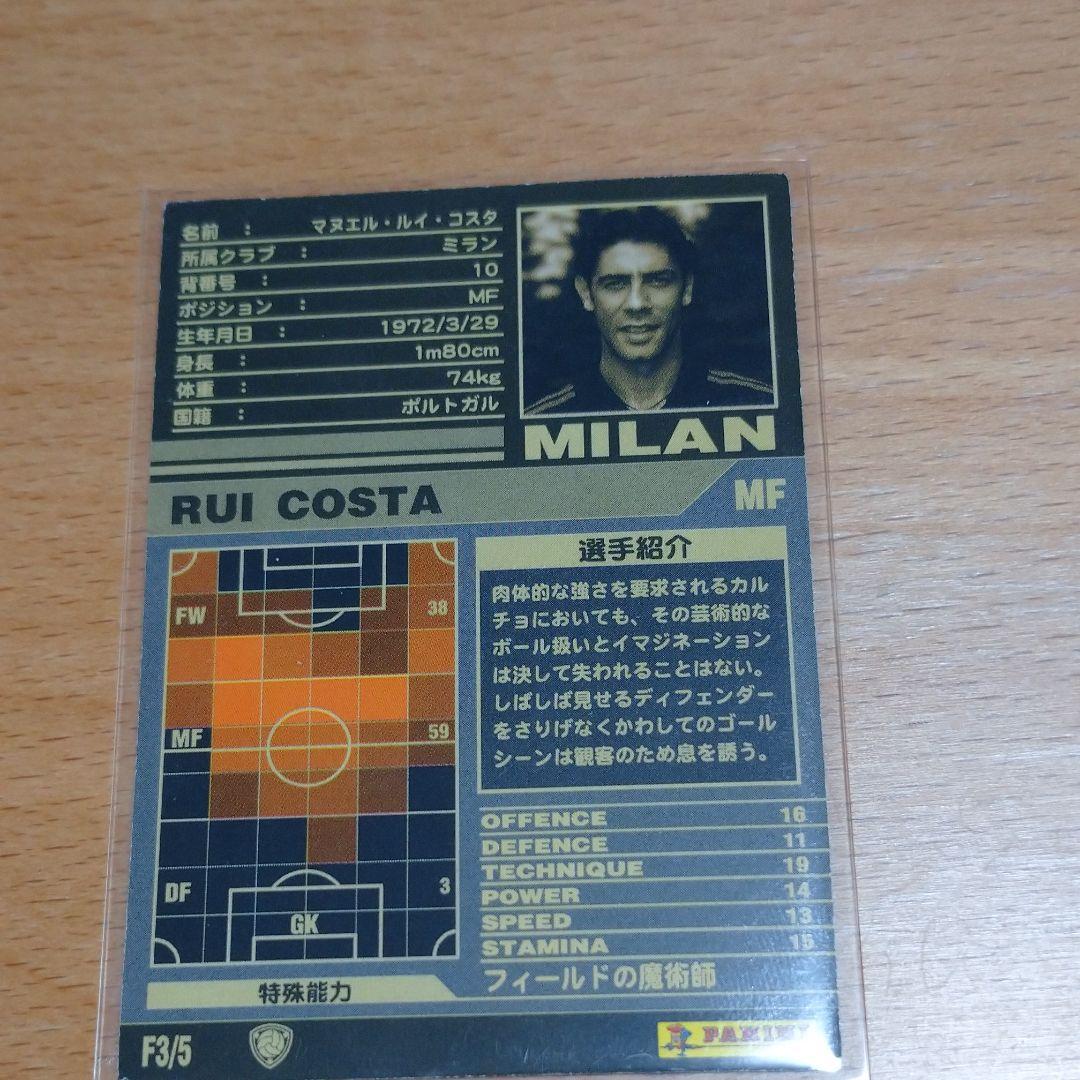 名前 : マヌエル・ルイ・コスタ
所属クラブ : ミラン
背番号 : 10
ポジション : MF
生年月日 : 1972/3/29
身長 : 1m80cm
体重 : 74kg
国籍 : ポルトガル
MILAN
RUI COSTA
MF
FW 38
MF 59
DF 3
GK
選手紹介
肉体的な強さを要求されるカル
チョにおいても、その芸術的な
ボール扱いとイマジネーション
は決して失われることはない。
しばしば見せるディフェンダー
をさりげなくかわしてのゴール
シーンは観客のため息を誘う。
OFFENCE 16
DEFENCE 11
TECHNIQUE 19
POWER 14
SPEED 13
STAMINA 15
特殊能力
フィールドの魔術師
F3/5
PANINI